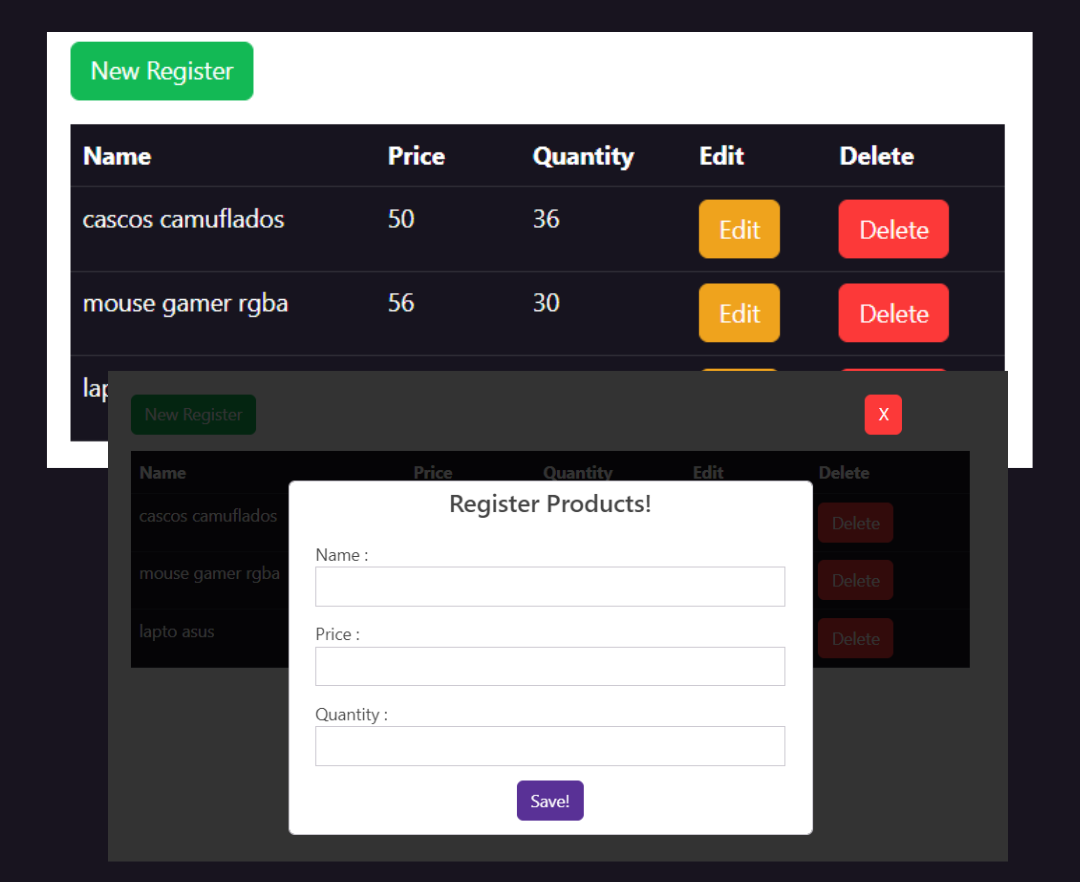 New Register
Name Price Quantity Edit Delete
cascos camuflados 50 36 Edit Delete
mouse gamer rgba 56 30 Edit Delete
lap
New Register X
Name Price Quantity Edit Delete
Register Products!
cascos camuflados Delete
Name :
mouse gamer rgba Delete
Price :
lapto asus Delete
Quantity :
Save!